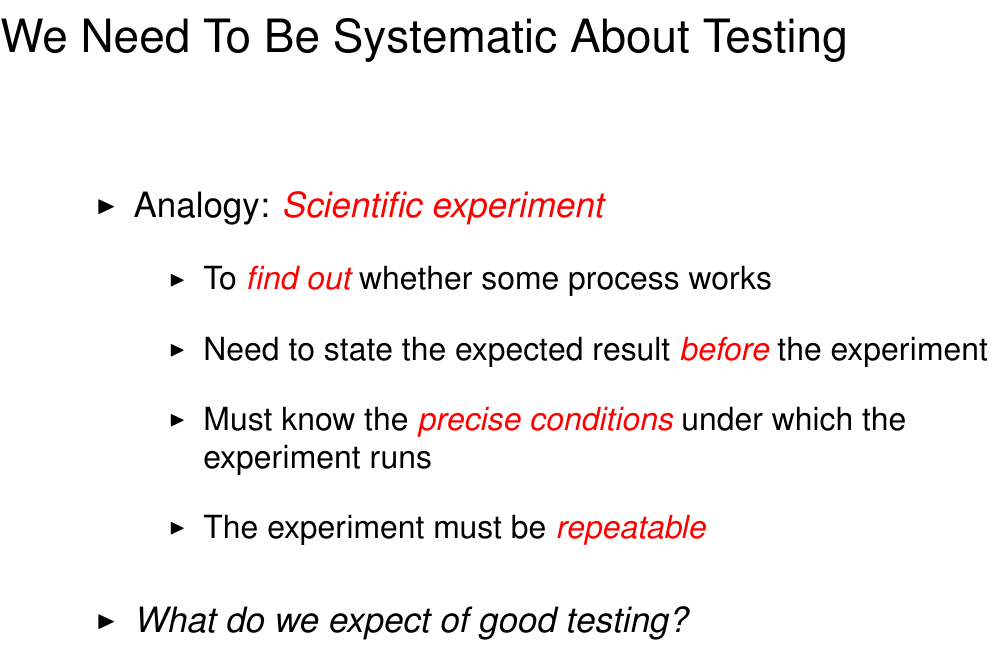 We Need To Be Systematic About Testing
Analogy: Scientific experiment
To find out whether some process works
Need to state the expected result before the experiment
Must know the precise conditions under which the
experiment runs
The experiment must be repeatable
What do we expect of good testing?